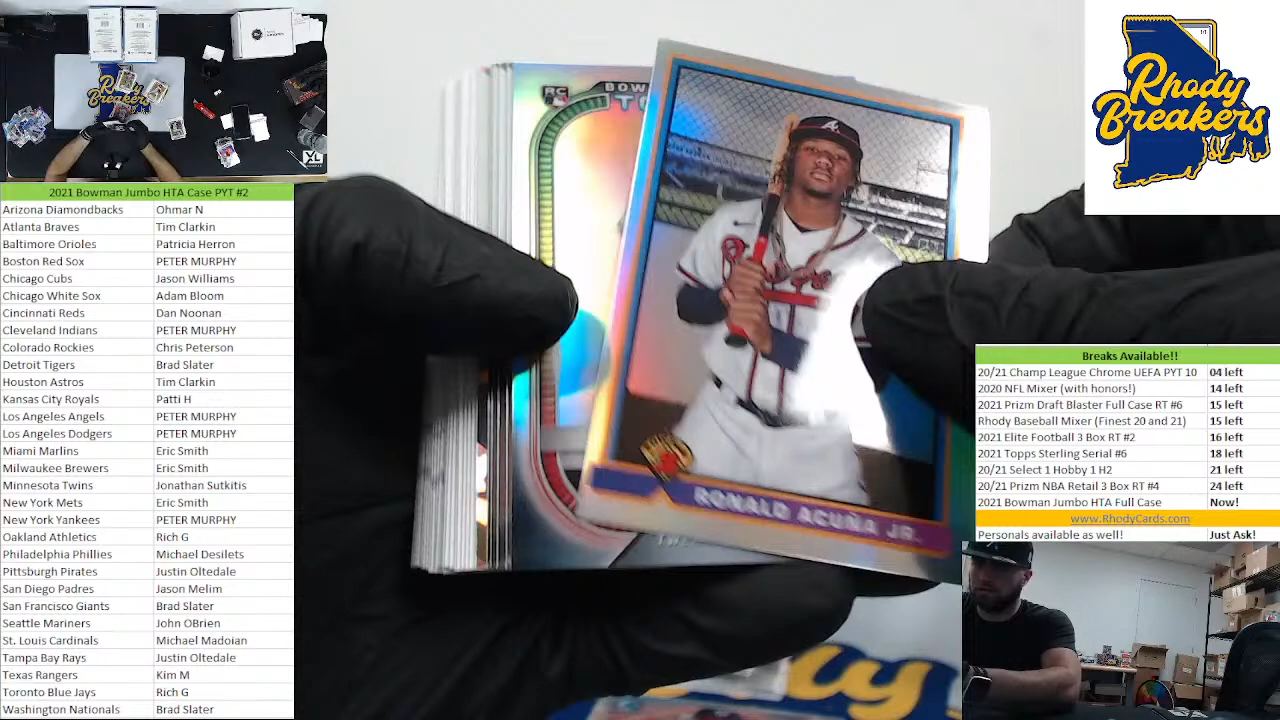 2021 Bowman Jumbo HTA Case PYT #2
Arizona Diamondbacks Ohmar N
Atlanta Braves Tim Clarkin
Baltimore Orioles Patricia Herron
Boston Red Sox PETER MURPHY
Chicago Cubs Jason Williams
Chicago White Sox Adam Bloom
Cincinnati Reds Dan Noonan
Cleveland Indians PETER MURPHY
Colorado Rockies Chris Peterson
Detroit Tigers Brad Slater
Houston Astros Tim Clarkin
Kansas City Royals Patti H
Los Angeles Angels PETER MURPHY
Los Angeles Dodgers PETER MURPHY
Miami Marlins Eric Smith
Milwaukee Brewers Eric Smith
Minnesota Twins Jonathan Sutkitis
New York Mets Eric Smith
New York Yankees PETER MURPHY
Oakland Athletics Rich G
Philadelphia Phillies Michael Desilets
Pittsburgh Pirates Justin Oltedale
San Diego Padres Jason Melim
San Francisco Giants Brad Slater
Seattle Mariners John OBrien
St. Louis Cardinals Michael Madoian
Tampa Bay Rays Justin Oltedale
Texas Rangers Kim M
Toronto Blue Jays Rich G
Washington Nationals Brad Slater
Rhody
Breakers
XL
RC
BOW
RONALD ACUÑA JR.
Rhody
Breakers
Breaks Available!!
20/21 Champ League Chrome UEFA PYT 10 04 left
2020 NFL Mixer (with honors!) 14 left
2021 Prizm Draft Blaster Full Case RT #6 15 left
Rhody Baseball Mixer (Finest 20 and 21) 15 left
2021 Elite Football 3 Box RT #2 16 left
2021 Topps Sterling Serial #6 18 left
20/21 Select 1 Hobby 1 H2 21 left
20/21 Prizm NBA Retail 3 Box RT #4 24 left
2021 Bowman Jumbo HTA Full Case Now!
www.RhodyCards.com
Personals available as well! Just Ask!